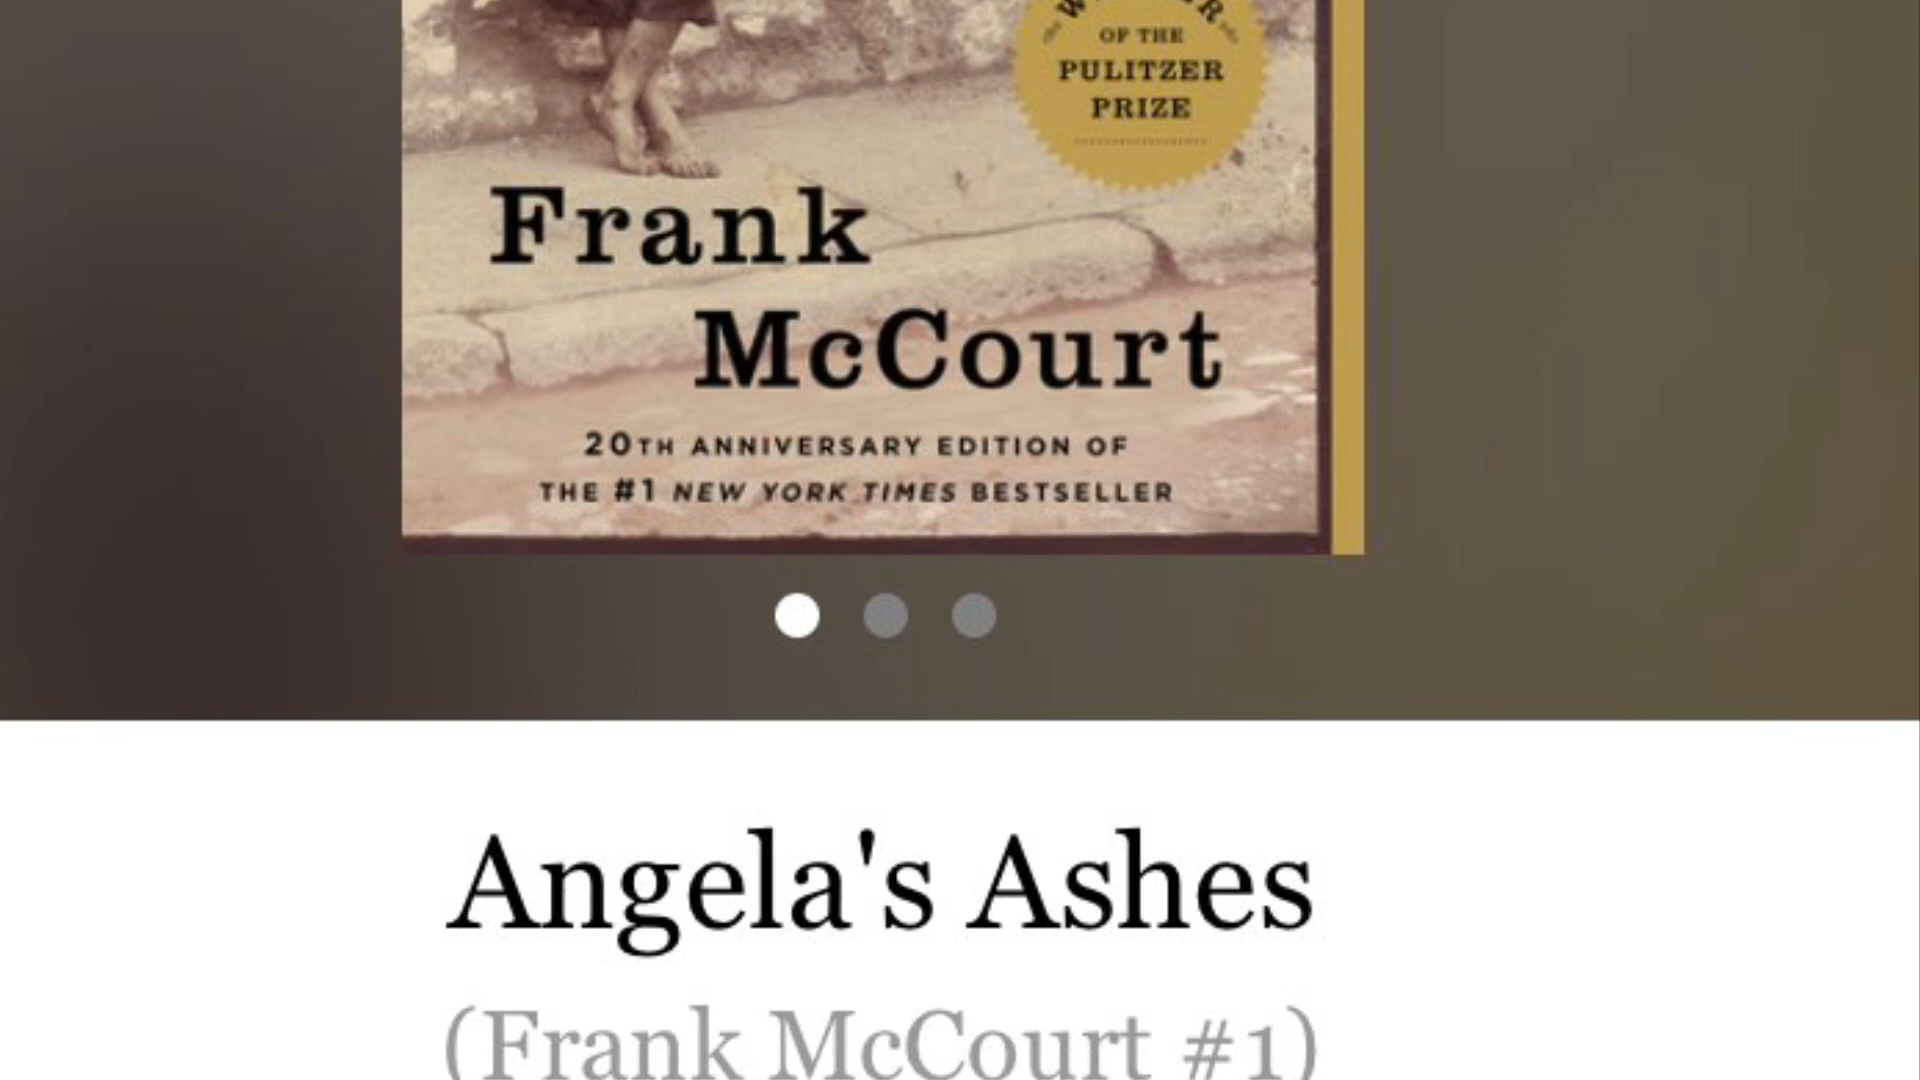 OF THE
PULITZER
PRIZE
Frank
McCourt
20TH ANNIVERSARY EDITION OF
THE #1 NEW YORK TIMES BESTSELLER
Angela's Ashes
(Frank McCourt #1)